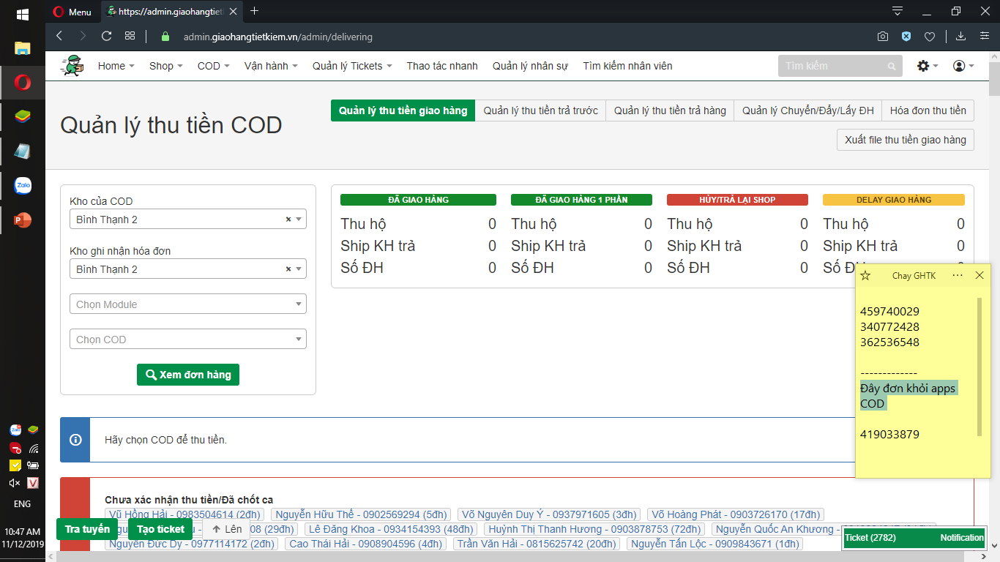 Menu
https://admin.giaohangtiet
admin.giaohangtietkiem.vn/admin/delivering
Home Shop COD Vận hành Quản lý Tickets Thao tác nhanh Quản lý nhân sự Tìm kiếm nhân viên
Tìm kiếm
Quản lý thu tiền COD
Quản lý thu tiền giao hàng Quản lý thu tiền trả trước Quản lý thu tiền trả hàng Quản lý Chuyển/Đẩy/Lấy ĐH Hóa đơn thu tiền
Xuất file thu tiền giao hàng
Kho của COD
Bình Thạnh 2
Kho ghi nhận hóa đơn
Bình Thạnh 2
Chọn Module
Chọn COD
Xem đơn hàng
ĐÃ GIAO HÀNG ĐÃ GIAO HÀNG 1 PHẦN HỦY/TRẢ LẠI SHOP DELAY GIAO HÀNG
Thu hộ 0 Thu hộ 0 Thu hộ 0 Thu hộ 0
Ship KH trả 0 Ship KH trả 0 Ship KH trả 0 Ship KH trả 0
Số ĐH 0 Số ĐH 0 Số ĐH 0 Số
Chay GHTK
459740029
340772428
362536548
-------------
Đây đơn khỏi apps
COD
419033879
Hãy chọn COD để thu tiền.
Chưa xác nhận thu tiền/Đã chốt ca
Vũ Hồng Hải - 0983504614 (2đh) Nguyễn Hữu Thế - 0902569294 (5đh) Võ Nguyên Duy Ý - 0937971605 (3đh) Võ Hoàng Phát - 0903726170 (17đh)
08 (29đh) Lê Đăng Khoa - 0934154393 (48đh) Huỳnh Thị Thanh Hương - 0903878753 (72đh) Nguyễn Quốc An Khương -
Nguyễn Đức Dy - 0977114172 (2đh) Cao Thái Hải - 0908904596 (4đh) Trần Văn Hải - 0815625742 (20đh) Nguyễn Tấn Lộc - 0909843671 (1đh)
Tra tuyến Tạo ticket Lên
Ticket (2782) Notification
Zalo
ENG
10:47 AM
11/12/2019